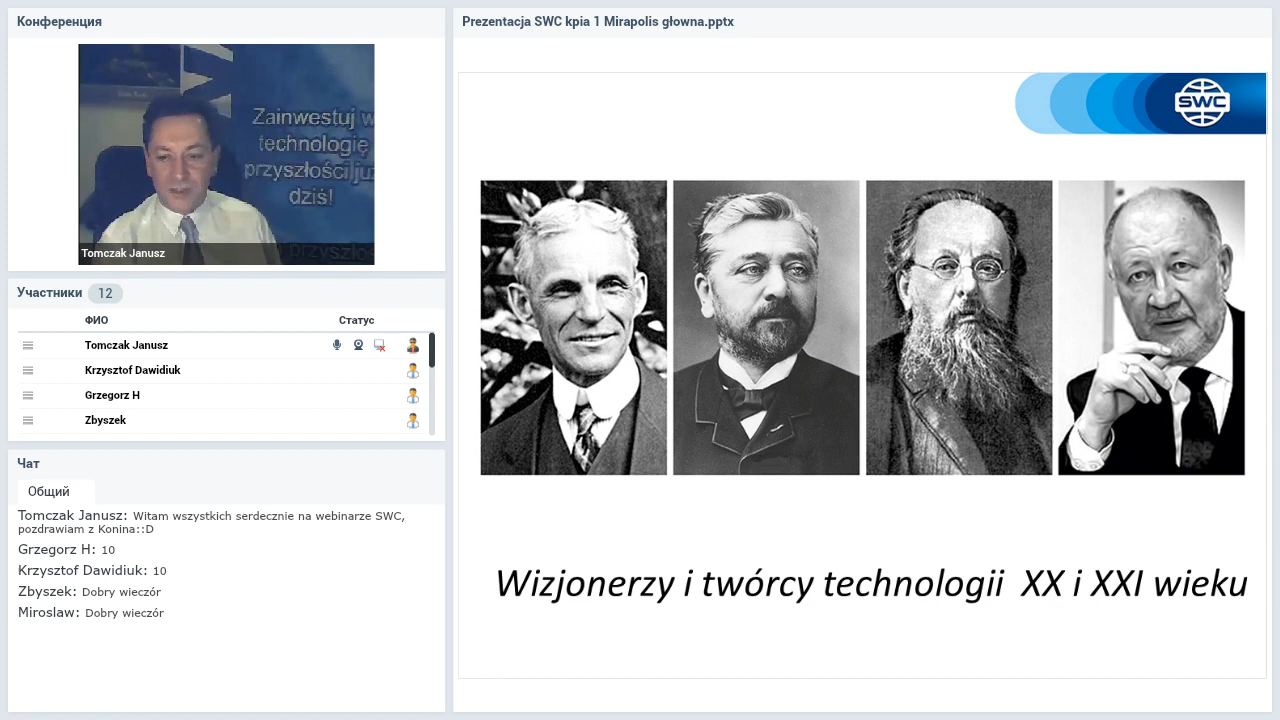 Конференция
Zainwestuj w
technologię
przyszłości już
dziś!
przyszło
Tomczak Janusz
Участники 12
ФИО Статус
Tomczak Janusz
Krzysztof Dawidiuk
Grzegorz H
Zbyszek
Чат
Общий
Tomczak Janusz: Witam wszystkich serdecznie na webinarze SWC,
pozdrawiam z Konina::D
Grzegorz H: 10
Krzysztof Dawidiuk: 10
Zbyszek: Dobry wieczór
Miroslaw: Dobry wieczór
Prezentacja SWC kpia 1 Mirapolis głowna.pptx
SWC
Wizjonerzy i twórcy technologii XX i XXI wieku